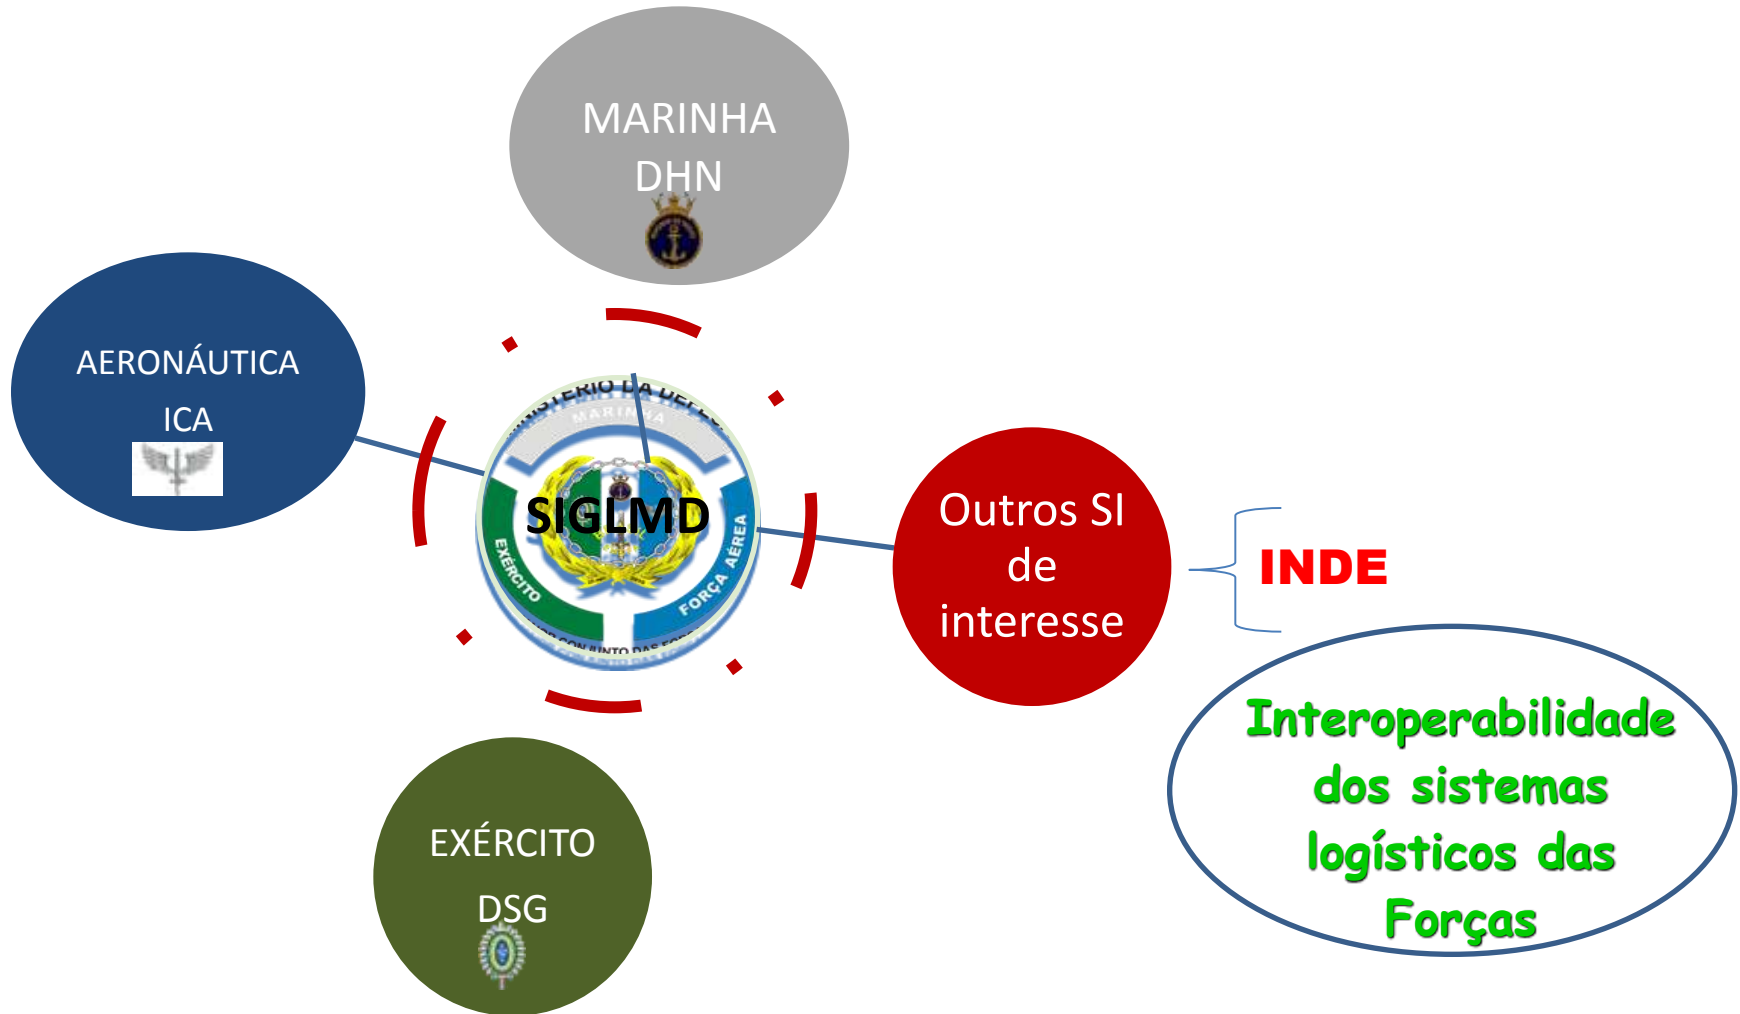 MARINHA
DHN
AERONÁUTICA
ICA
MARINHA
SIGLMD
EXÉRCITO
FORÇA AÉREA
Outros SI
de
interesse
INDE
Interoperabilidade
dos sistemas
logísticos das
Forças
EXÉRCITO
DSG